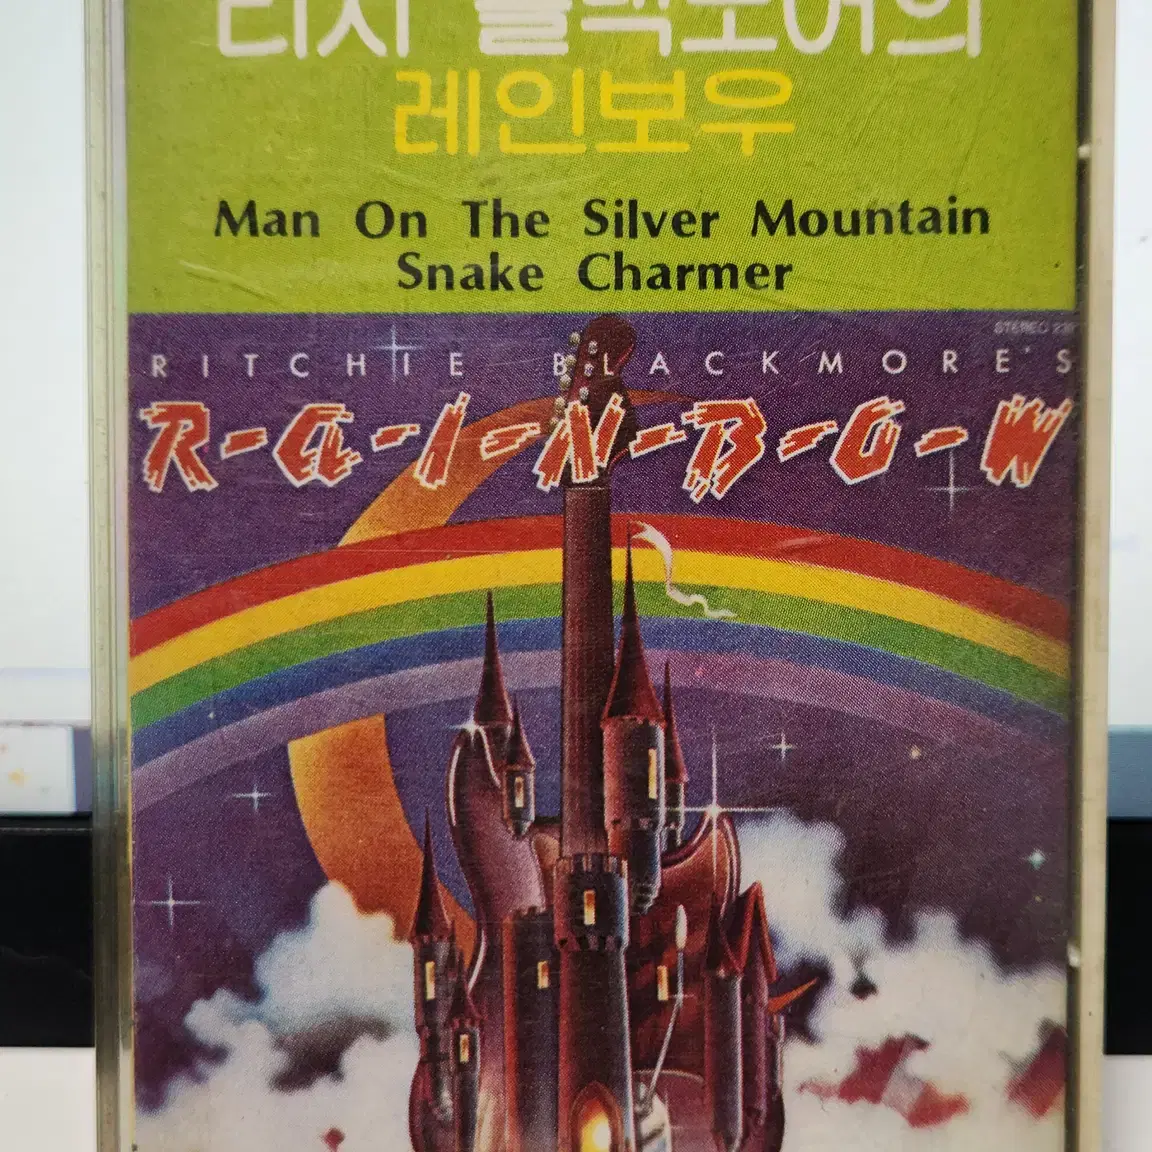 리치 블랙모어의
레인보우
Man On The Silver Mountain
Snake Charmer
STEREO
RITCHIE BLACKMORE'S
R-A-I-N-B-O-W